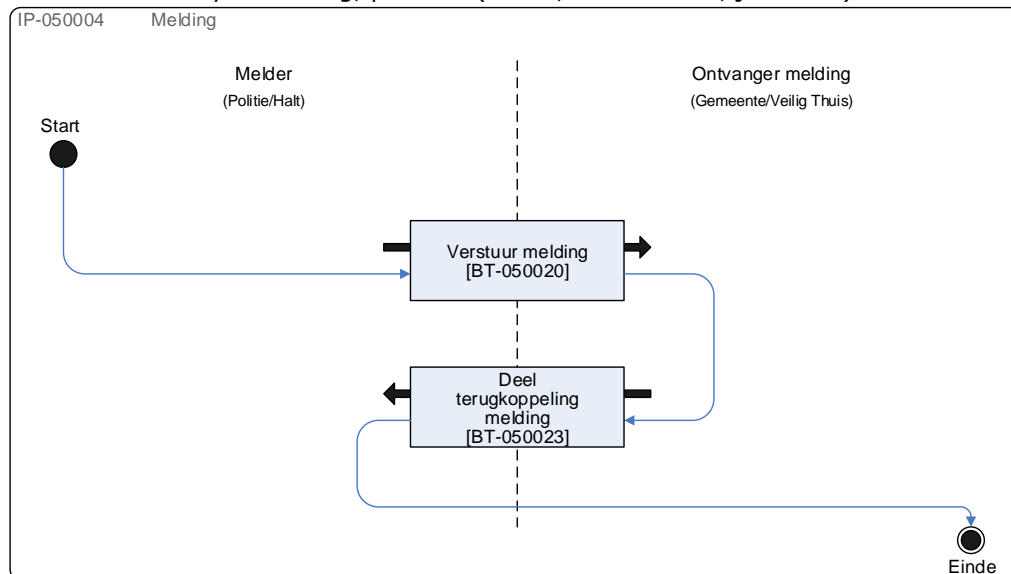 IP-050004 Melding
Melder
(Politie/Halt)
Ontvanger melding
(Gemeente/Veilig Thuis)
Start
Verstuur melding
[BT-050020]
Deel
terugkoppeling
melding
[BT-050023]
Einde